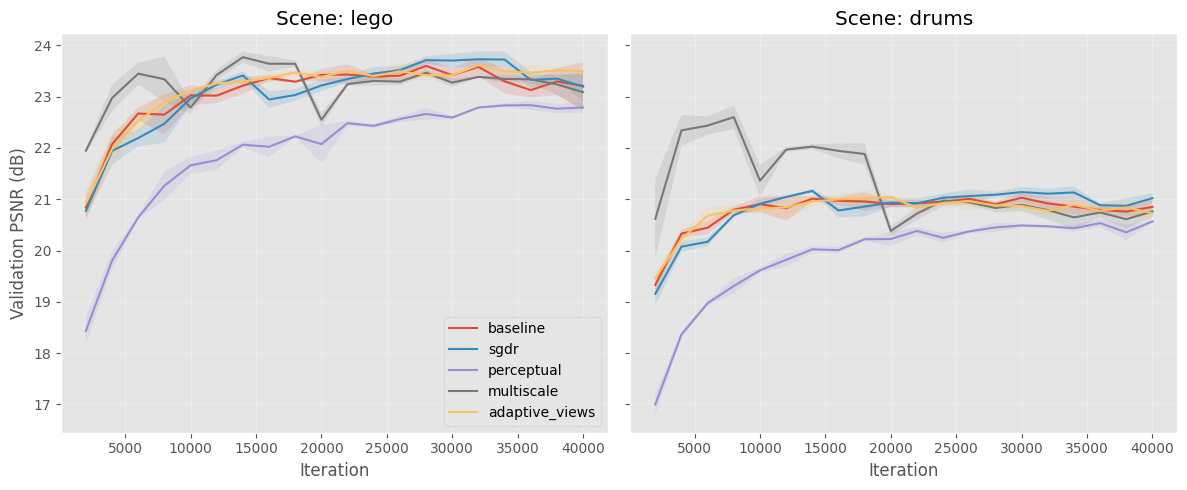 Scene: lego
Scene: drums
Validation PSNR (dB)
24
23
22
21
20
19
18
17
baseline
sgdr
perceptual
multiscale
adaptive_views
5000 10000 15000 20000 25000 30000 35000 40000
5000 10000 15000 20000 25000 30000 35000 40000
Iteration
Iteration